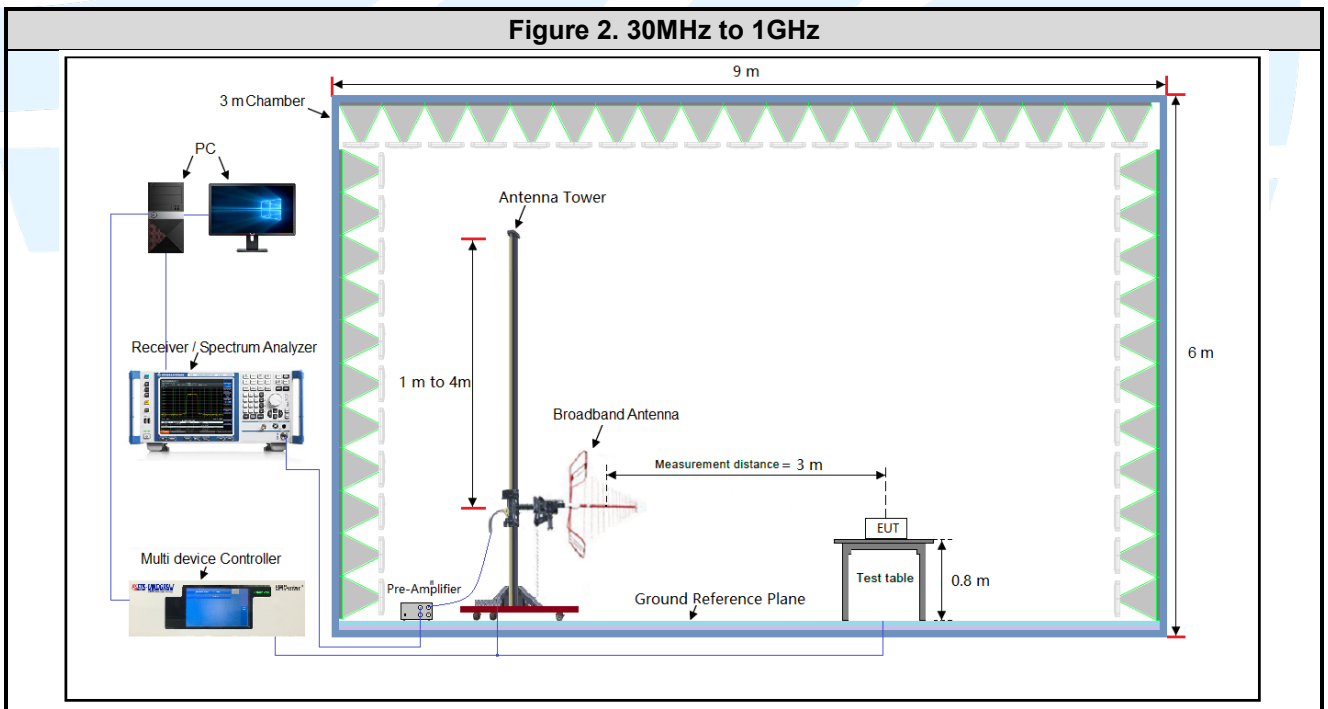 Figure 2. 30MHz to 1GHz
9 m
3 m Chamber
PC
Antenna Tower
Receiver / Spectrum Analyzer
1 m to 4m
6 m
Broadband Antenna
Measurement distance = 3 m
EUT
Multi device Controller
Pre-Amplifier
Test table
0.8 m
Ground Reference Plane